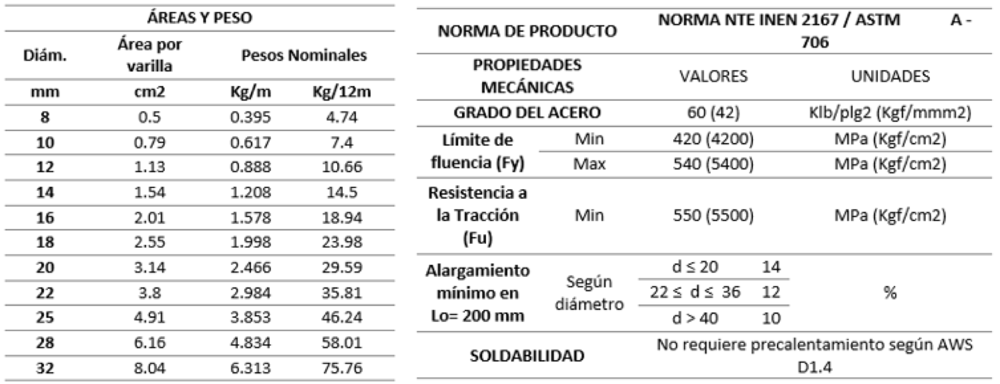 ÁREAS Y PESO
Diám. Área por varilla Pesos Nominales
mm cm2 Kg/m Kg/12m
8 0.5 0.395 4.74
10 0.79 0.617 7.4
12 1.13 0.888 10.66
14 1.54 1.208 14.5
16 2.01 1.578 18.94
18 2.55 1.998 23.98
20 3.14 2.466 29.59
22 3.8 2.984 35.81
25 4.91 3.853 46.24
28 6.16 4.834 58.01
32 8.04 6.313 75.76
NORMA DE PRODUCTO NORMA NTE INEN 2167 / ASTM A - 706
PROPIEDADES MECÁNICAS VALORES UNIDADES
GRADO DEL ACERO 60 (42) Klb/plg2 (Kgf/mmm2)
Límite de fluencia (Fy) Min 420 (4200) MPa (Kgf/cm2)
Max 540 (5400) MPa (Kgf/cm2)
Resistencia a la Tracción (Fu) Min 550 (5500) MPa (Kgf/cm2)
Alargamiento mínimo en Lo= 200 mm Según diámetro d ≤ 20 14 %
22 ≤ d ≤ 36 12
d > 40 10
SOLDABILIDAD No requiere precalentamiento según AWS D1.4